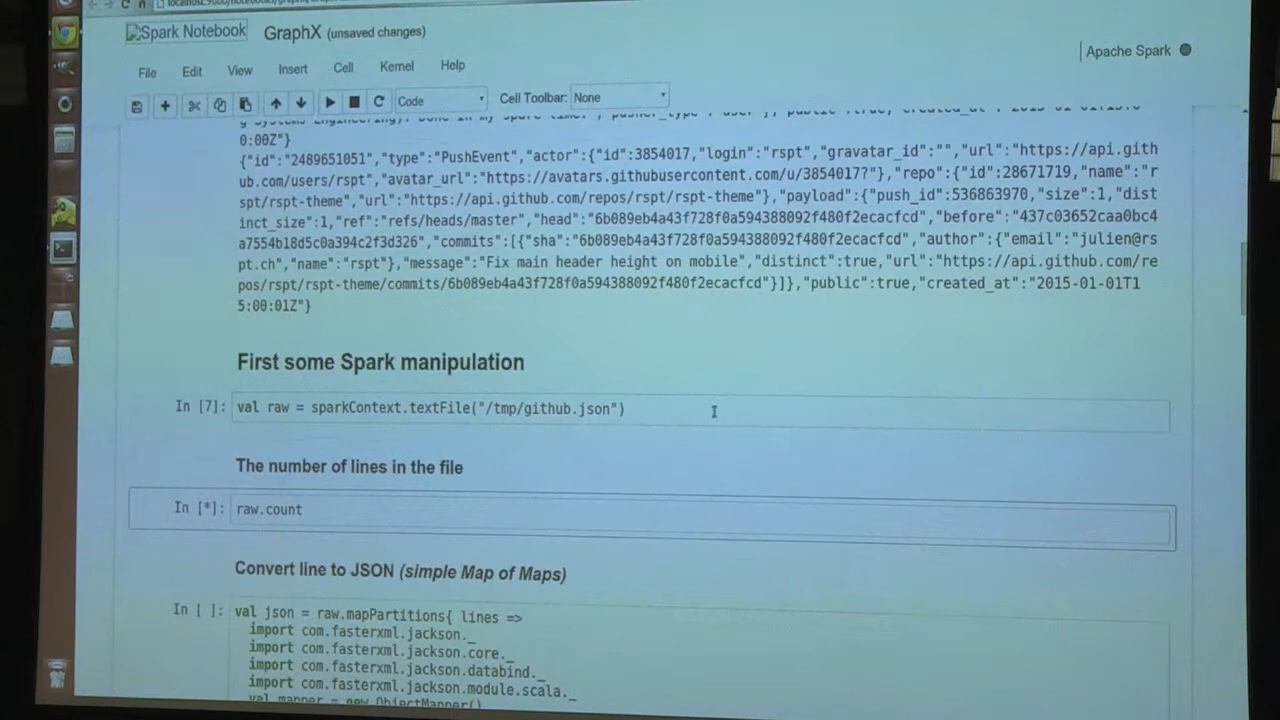 Spark Notebook GraphX (unsaved changes)
Apache Spark
File Edit View Insert Cell Kernel Help
Code Cell Toolbar: None
0:00Z"}
{"id":"2489651051","type":"PushEvent","actor":{"id":3854017,"login":"rspt","gravatar_id":"","url":"https://api.gith
ub.com/users/rspt","avatar_url":"https://avatars.githubusercontent.com/u/3854017?"},"repo":{"id":28671719,"name":"r
spt/rspt-theme","url":"https://api.github.com/repos/rspt/rspt-theme"},"payload":{"push_id":536863970,"size":1,"dist
inct_size":1,"ref":"refs/heads/master","head":"6b089eb4a43f728f0a594388092f480f2ecacfcd","before":"437c03652caa0bc4
a7554b18d5c0a394c2f3d326","commits":[{"sha":"6b089eb4a43f728f0a594388092f480f2ecacfcd","author":{"email":"julien@rs
pt.ch","name":"rspt"},"message":"Fix main header height on mobile","distinct":true,"url":"https://api.github.com/re
pos/rspt/rspt-theme/commits/6b089eb4a43f728f0a594388092f480f2ecacfcd"}]},"public":true,"created_at":"2015-01-01T1
5:00:01Z"}
First some Spark manipulation
In [7]: val raw = sparkContext.textFile("/tmp/github.json")
The number of lines in the file
In [*]: raw.count
Convert line to JSON (simple Map of Maps)
In [ ]: val json = raw.mapPartitions{ lines =>
import com.fasterxml.jackson._
import com.fasterxml.jackson.core._
import com.fasterxml.jackson.databind._
import com.fasterxml.jackson.module.scala._
val mapper = new ObjectMapper()